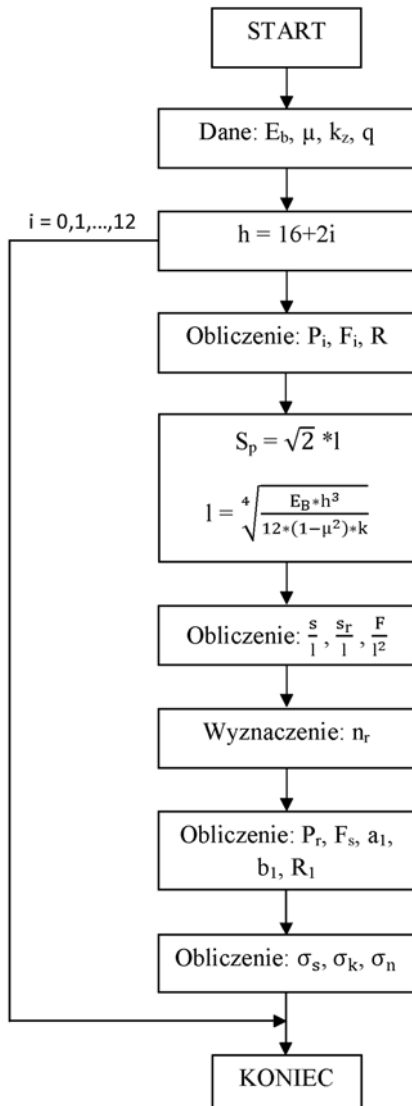 START
Dane: E_b, μ, k_z, q
i = 0,1,...,12
h = 16+2i
Obliczenie: P_i, F_i, R
S_p = √2 *l
l = ⁴√(E_B*h³ / 12*(1−μ²)*k)
Obliczenie: s/l , s_r/l , F/l²
Wyznaczenie: n_r
Obliczenie: P_r, F_s, a_1,
b_1, R_1
Obliczenie: σ_s, σ_k, σ_n
KONIEC